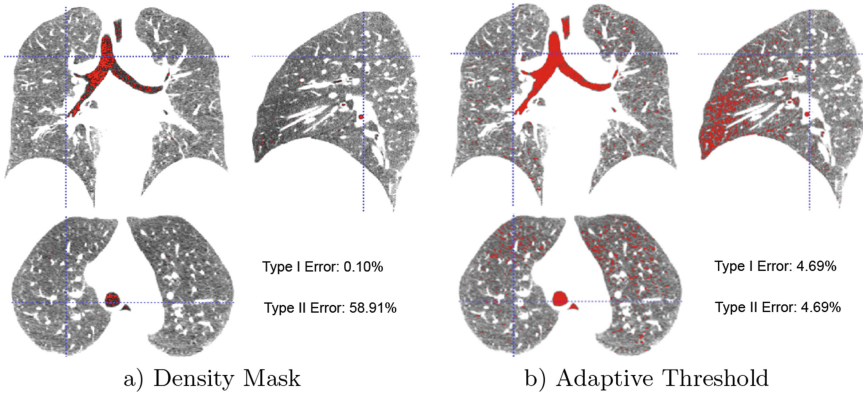 Type I Error: 0.10%
Type II Error: 58.91%
a) Density Mask
Type I Error: 4.69%
Type II Error: 4.69%
b) Adaptive Threshold